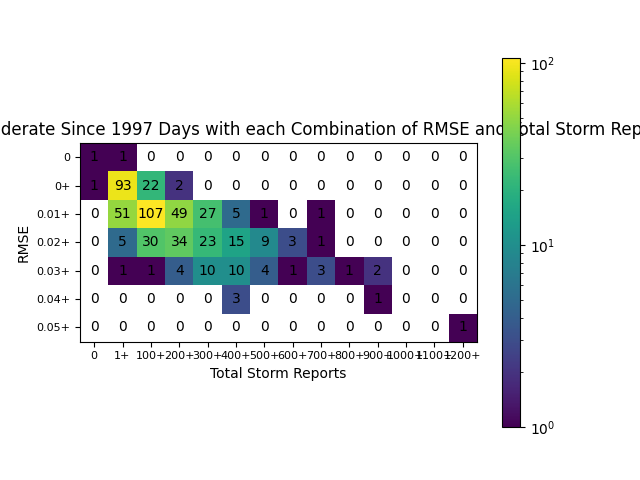 derate Since 1997 Days with each Combination of RMSE and Total Storm Rep
RMSE
0 1 1 0 0 0 0 0 0 0 0 0 0 0 0
0+ 1 93 22 2 0 0 0 0 0 0 0 0 0 0
0.01+ 0 51 107 49 27 5 1 0 1 0 0 0 0 0
0.02+ 0 5 30 34 23 15 9 3 1 0 0 0 0 0
0.03+ 0 1 1 4 10 10 4 1 3 1 2 0 0 0
0.04+ 0 0 0 0 0 3 0 0 0 0 1 0 0 0
0.05+ 0 0 0 0 0 0 0 0 0 0 0 0 0 1
0 1+ 100+ 200+ 300+ 400+ 500+ 600+ 700+ 800+ 900+ 1000+ 1100+ 1200+
Total Storm Reports
10²
10¹
10⁰